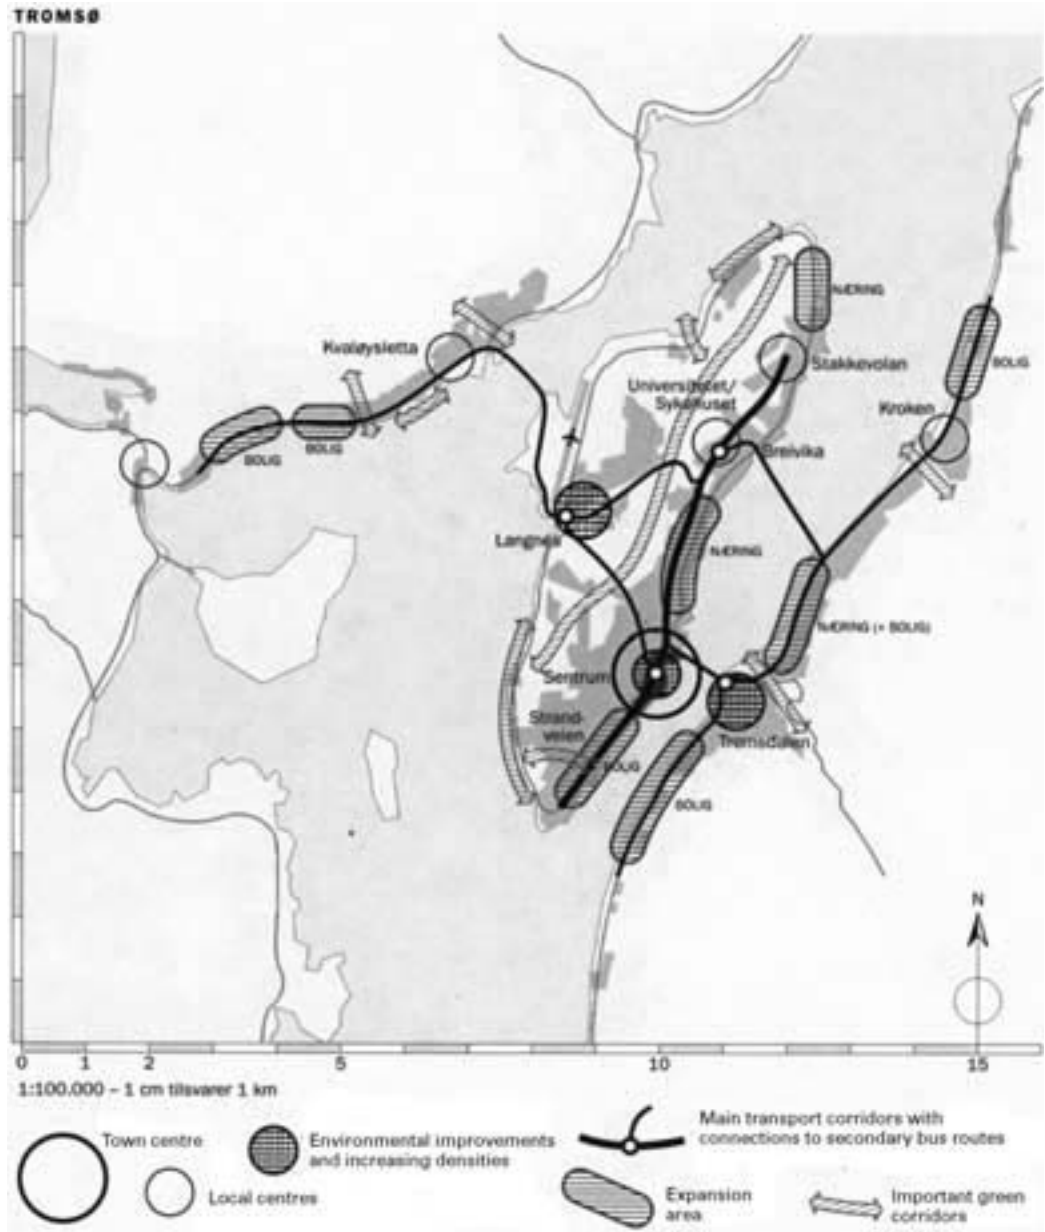 TROMSØ
NÆRING
Kvaløysletta
Stakkevolan
BOLIG
Universitetet/
Sykehuset
Kroken
BOLIG
BOLIG
Breivika
Langnes
NÆRING
NÆRING (+ BOLIG)
Sentrum
Strand-
veien
Tromsdalen
BOLIG
BOLIG
N
0 1 2 5 10 15
1:100.000 – 1 cm tilsvarer 1 km
Town centre
Local centres
Environmental improvements
and increasing densities
Main transport corridors with
connections to secondary bus routes
Expansion
area
Important green
corridors